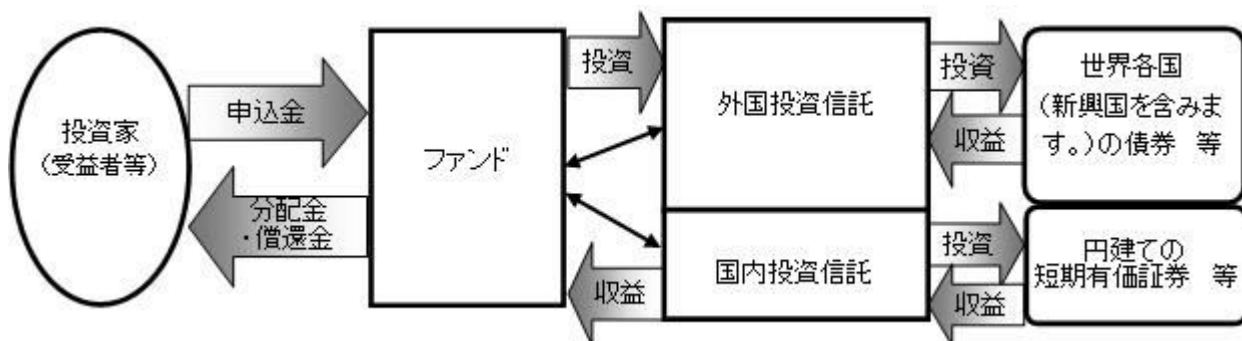 投資家
(受益者等)
申込金
分配金
・償還金
ファンド
投資
収益
外国投資信託
国内投資信託
投資
収益
世界各国
(新興国を含みま
す。)の債券　等
投資
収益
円建ての
短期有価証券　等